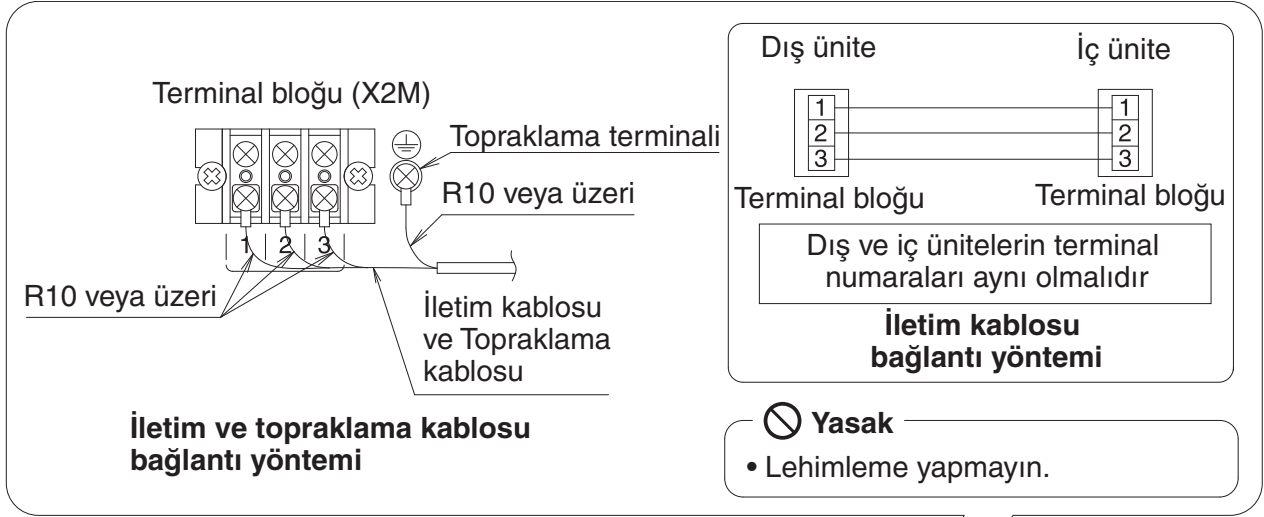 Terminal bloğu (X2M)
Topraklama terminali
R10 veya üzeri
1 2 3
R10 veya üzeri
İletim kablosu
ve Topraklama
kablosu
İletim ve topraklama kablosu
bağlantı yöntemi
Dış ünite İç ünite
1 1
2 2
3 3
Terminal bloğu Terminal bloğu
Dış ve iç ünitelerin terminal
numaraları aynı olmalıdır
İletim kablosu
bağlantı yöntemi
Yasak
• Lehimleme yapmayın.